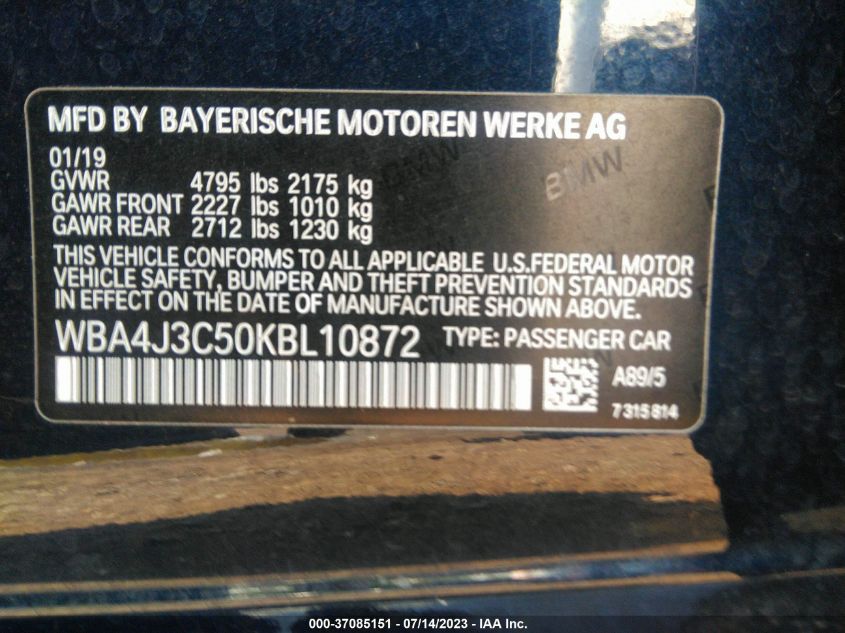 MFD BY BAYERISCHE MOTOREN WERKE AG
01/19
GVWR 4795 lbs 2175 kg
GAWR FRONT 2227 lbs 1010 kg
GAWR REAR 2712 lbs 1230 kg
THIS VEHICLE CONFORMS TO ALL APPLICABLE U.S.FEDERAL MOTOR
VEHICLE SAFETY, BUMPER AND THEFT PREVENTION STANDARDS
IN EFFECT ON THE DATE OF MANUFACTURE SHOWN ABOVE.
WBA4J3C50KBL10872 TYPE: PASSENGER CAR
A89/5
7315814
BMW
BMW
000-37085151 - 07/14/2023 - IAA Inc.